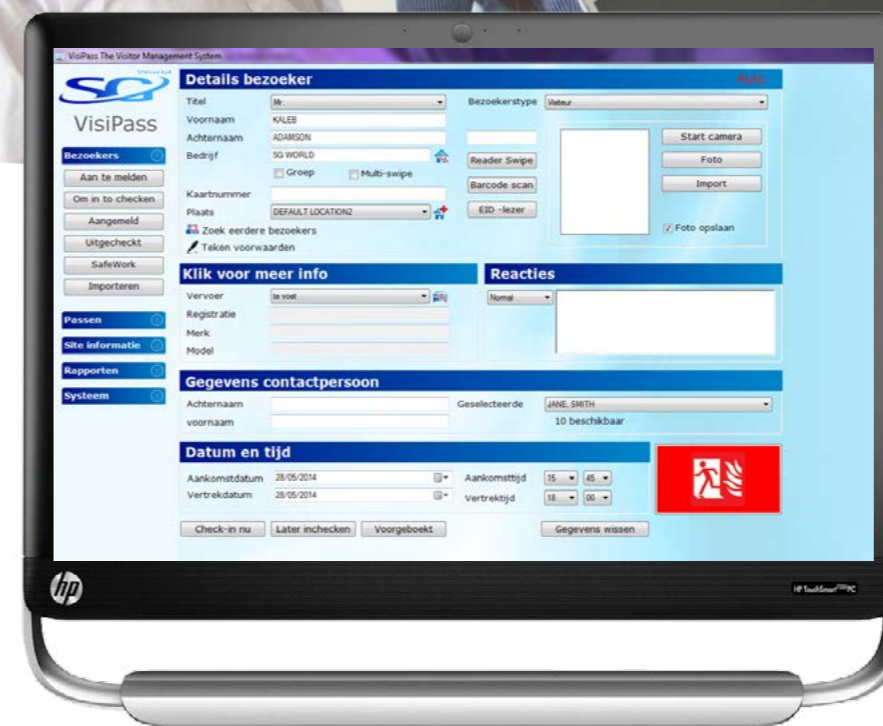 VisiPass The Visitor Management System
World
SG
VisiPass
Bezoekers
Aan te melden
Om in to checken
Aangemeld
Uitgecheckt
SafeWork
Importeren
Passen
Site informatie
Rapporten
Systeem
Details bezoeker
Auto
Titel Mr.
Bezoekerstype Visiteur
Voornaam KALEB
Achternaam ADAMSON
Bedrijf SG WORLD
Groep Multi-swipe
Kaartnummer
Plaats DEFAULT LOCATION2
Zoek eerdere bezoekers
Teken voorwaarden
Reader Swipe
Barcode scan
EID -lezer
Start camera
Foto
Import
Foto opslaan
Klik voor meer info
Vervoer te voet
Registratie
Merk
Model
Reacties
Normal
Gegevens contactpersoon
Achternaam
voornaam
Geselecteerde JANE, SMITH
10 beschikbaar
Datum en tijd
Aankomstdatum 28/05/2014
Aankomsttijd 15 45
Vertrekdatum 28/05/2014
Vertrektijd 18 00
Check-in nu Later inchecken Voorgeboekt Gegevens wissen
hp
HP TouchSmart PC